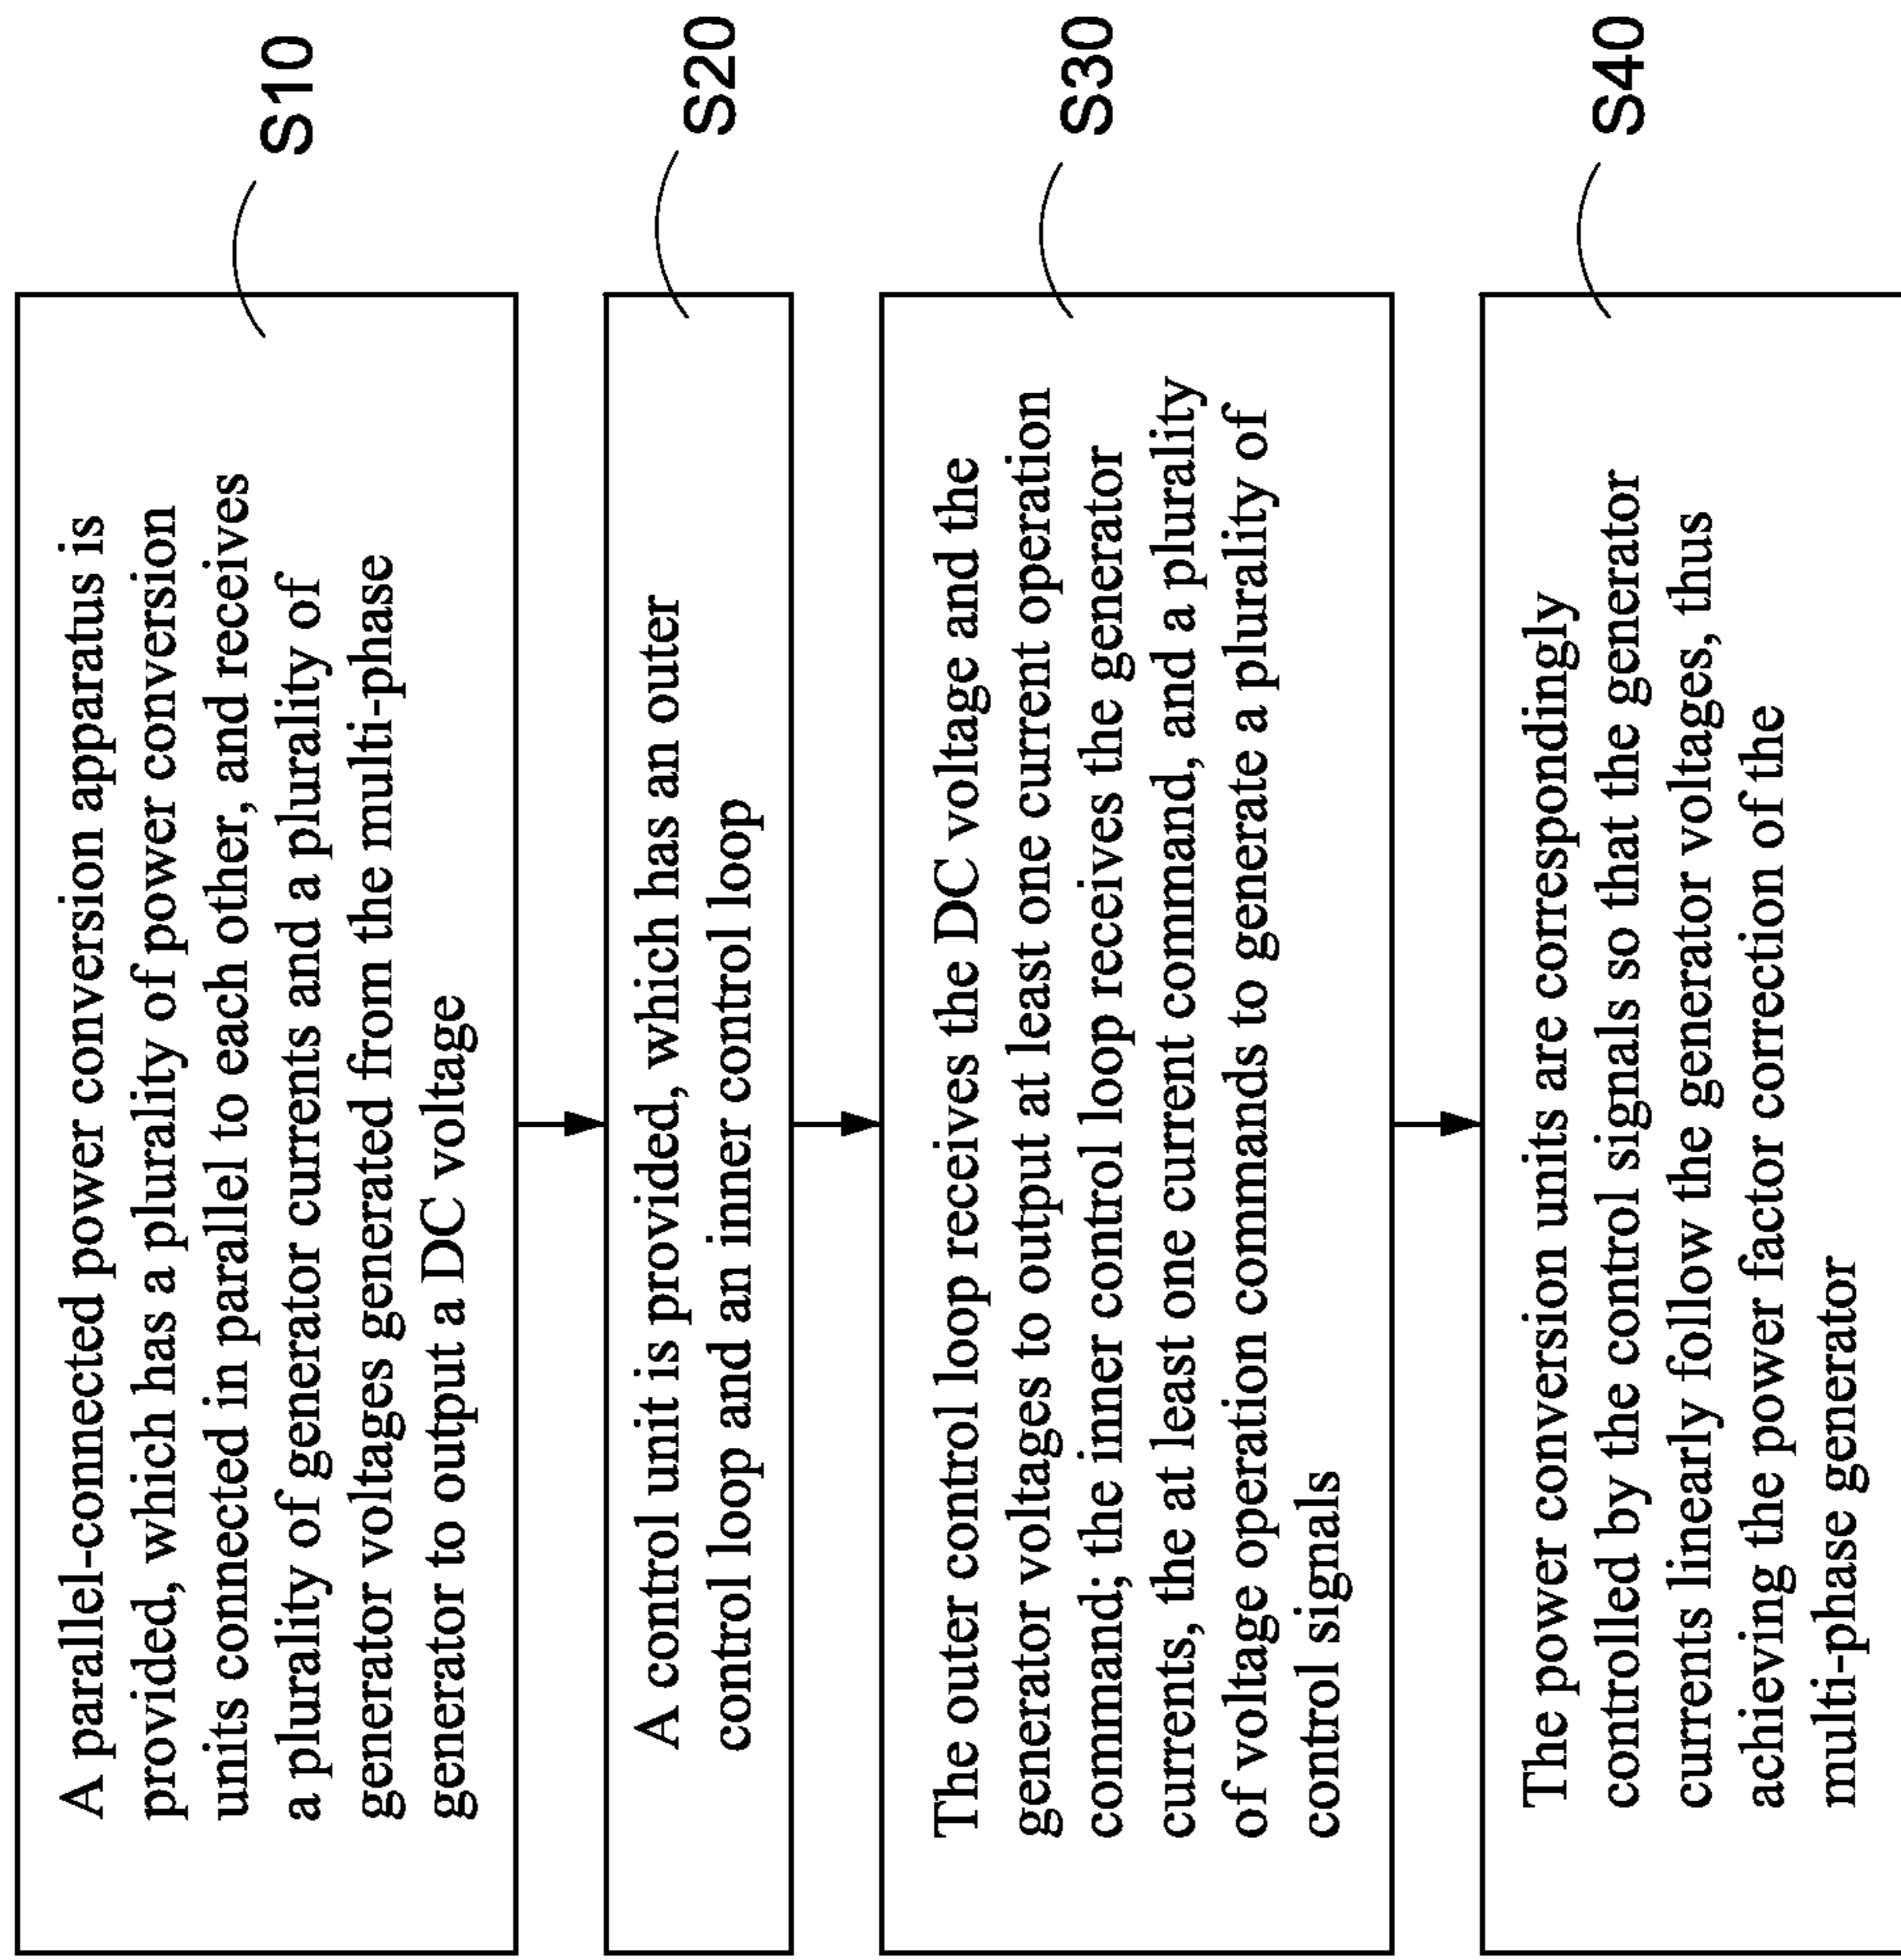 A parallel-connected power conversion apparatus is
provided, which has a plurality of power conversion
units connected in parallel to each other, and receives
a plurality of generator currents and a plurality of
generator voltages generated from the multi-phase
generator to output a DC voltage
S10
A control unit is provided, which has an outer
control loop and an inner control loop
S20
The outer control loop receives the DC voltage and the
generator voltages to output at least one current operation
command; the inner control loop receives the generator
currents, the at least one current command, and a plurality
of voltage operation commands to generate a plurality of
control signals
S30
The power conversion units are correspondingly
controlled by the control signals so that the generator
currents linearly follow the generator voltages, thus
achieving the power factor correction of the
multi-phase generator
S40